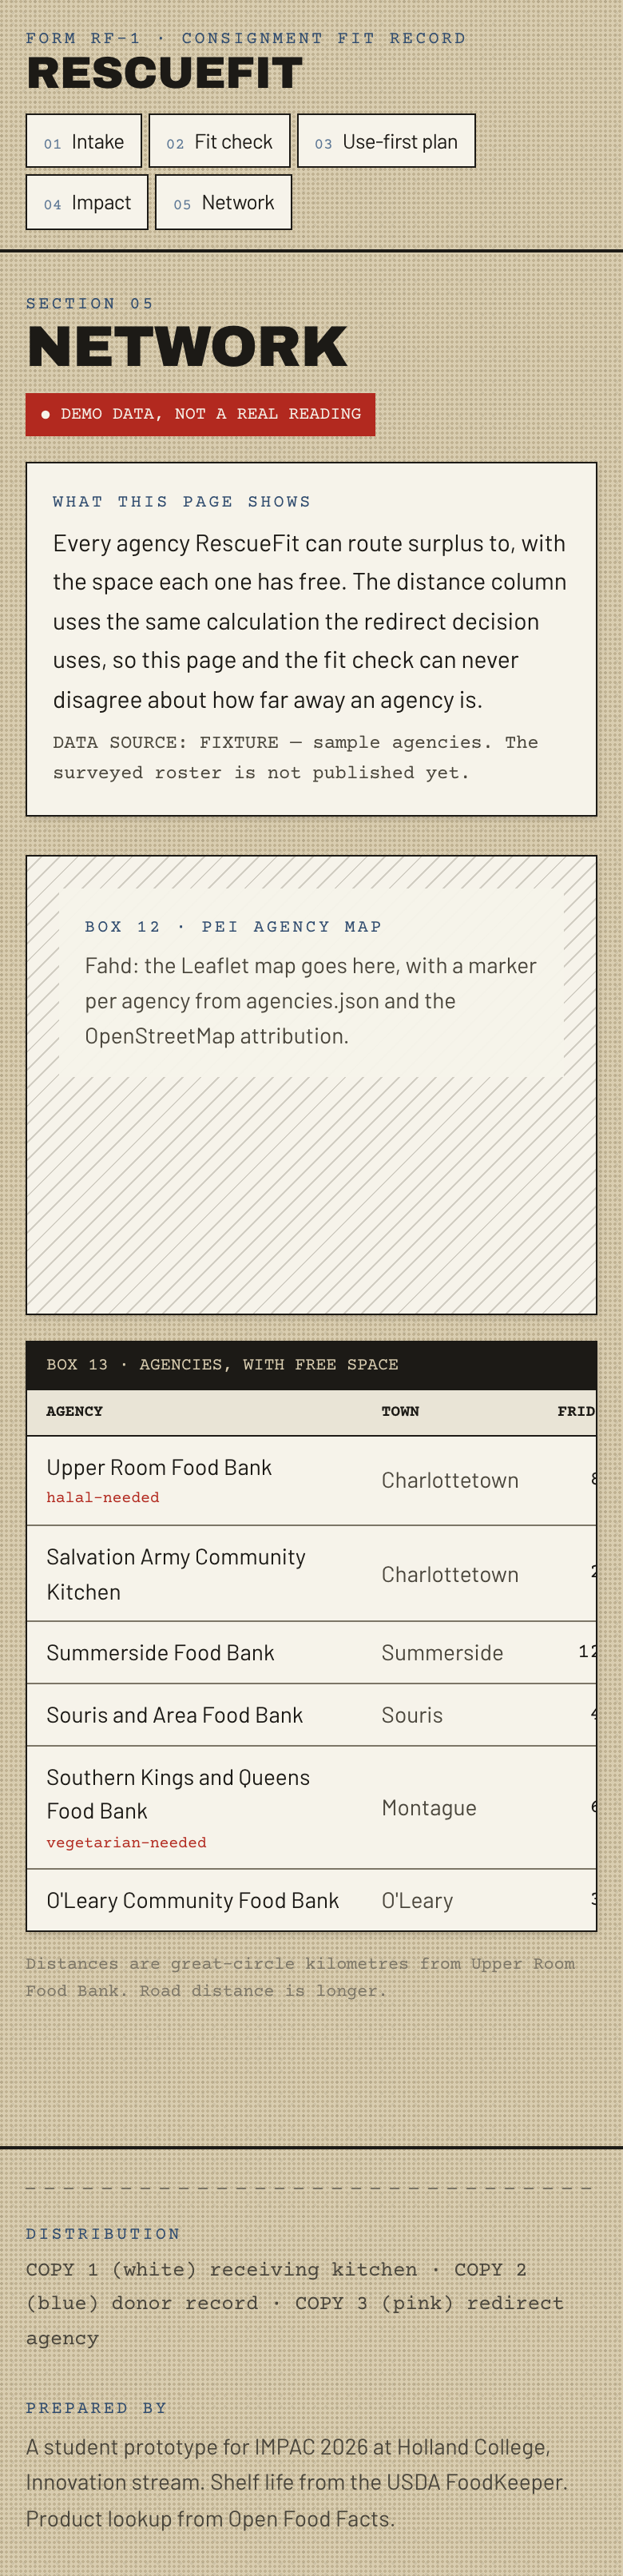 FORM RF-1 · CONSIGNMENT FIT RECORD
RESCUEFIT
01 Intake
02 Fit check
03 Use-first plan
04 Impact
05 Network
SECTION 05
NETWORK
● DEMO DATA, NOT A REAL READING
WHAT THIS PAGE SHOWS
Every agency RescueFit can route surplus to, with
the space each one has free. The distance column
uses the same calculation the redirect decision
uses, so this page and the fit check can never
disagree about how far away an agency is.
DATA SOURCE: FIXTURE — sample agencies. The
surveyed roster is not published yet.
BOX 12 · PEI AGENCY MAP
Fahd: the Leaflet map goes here, with a marker
per agency from agencies.json and the
OpenStreetMap attribution.
BOX 13 · AGENCIES, WITH FREE SPACE
AGENCY TOWN FRID
Upper Room Food Bank
halal-needed
Charlottetown
Salvation Army Community
Kitchen
Charlottetown
Summerside Food Bank Summerside 12
Souris and Area Food Bank Souris
Southern Kings and Queens
Food Bank
vegetarian-needed
Montague
O'Leary Community Food Bank O'Leary
Distances are great-circle kilometres from Upper Room
Food Bank. Road distance is longer.
DISTRIBUTION
COPY 1 (white) receiving kitchen · COPY 2
(blue) donor record · COPY 3 (pink) redirect
agency
PREPARED BY
A student prototype for IMPAC 2026 at Holland College,
Innovation stream. Shelf life from the USDA FoodKeeper.
Product lookup from Open Food Facts.